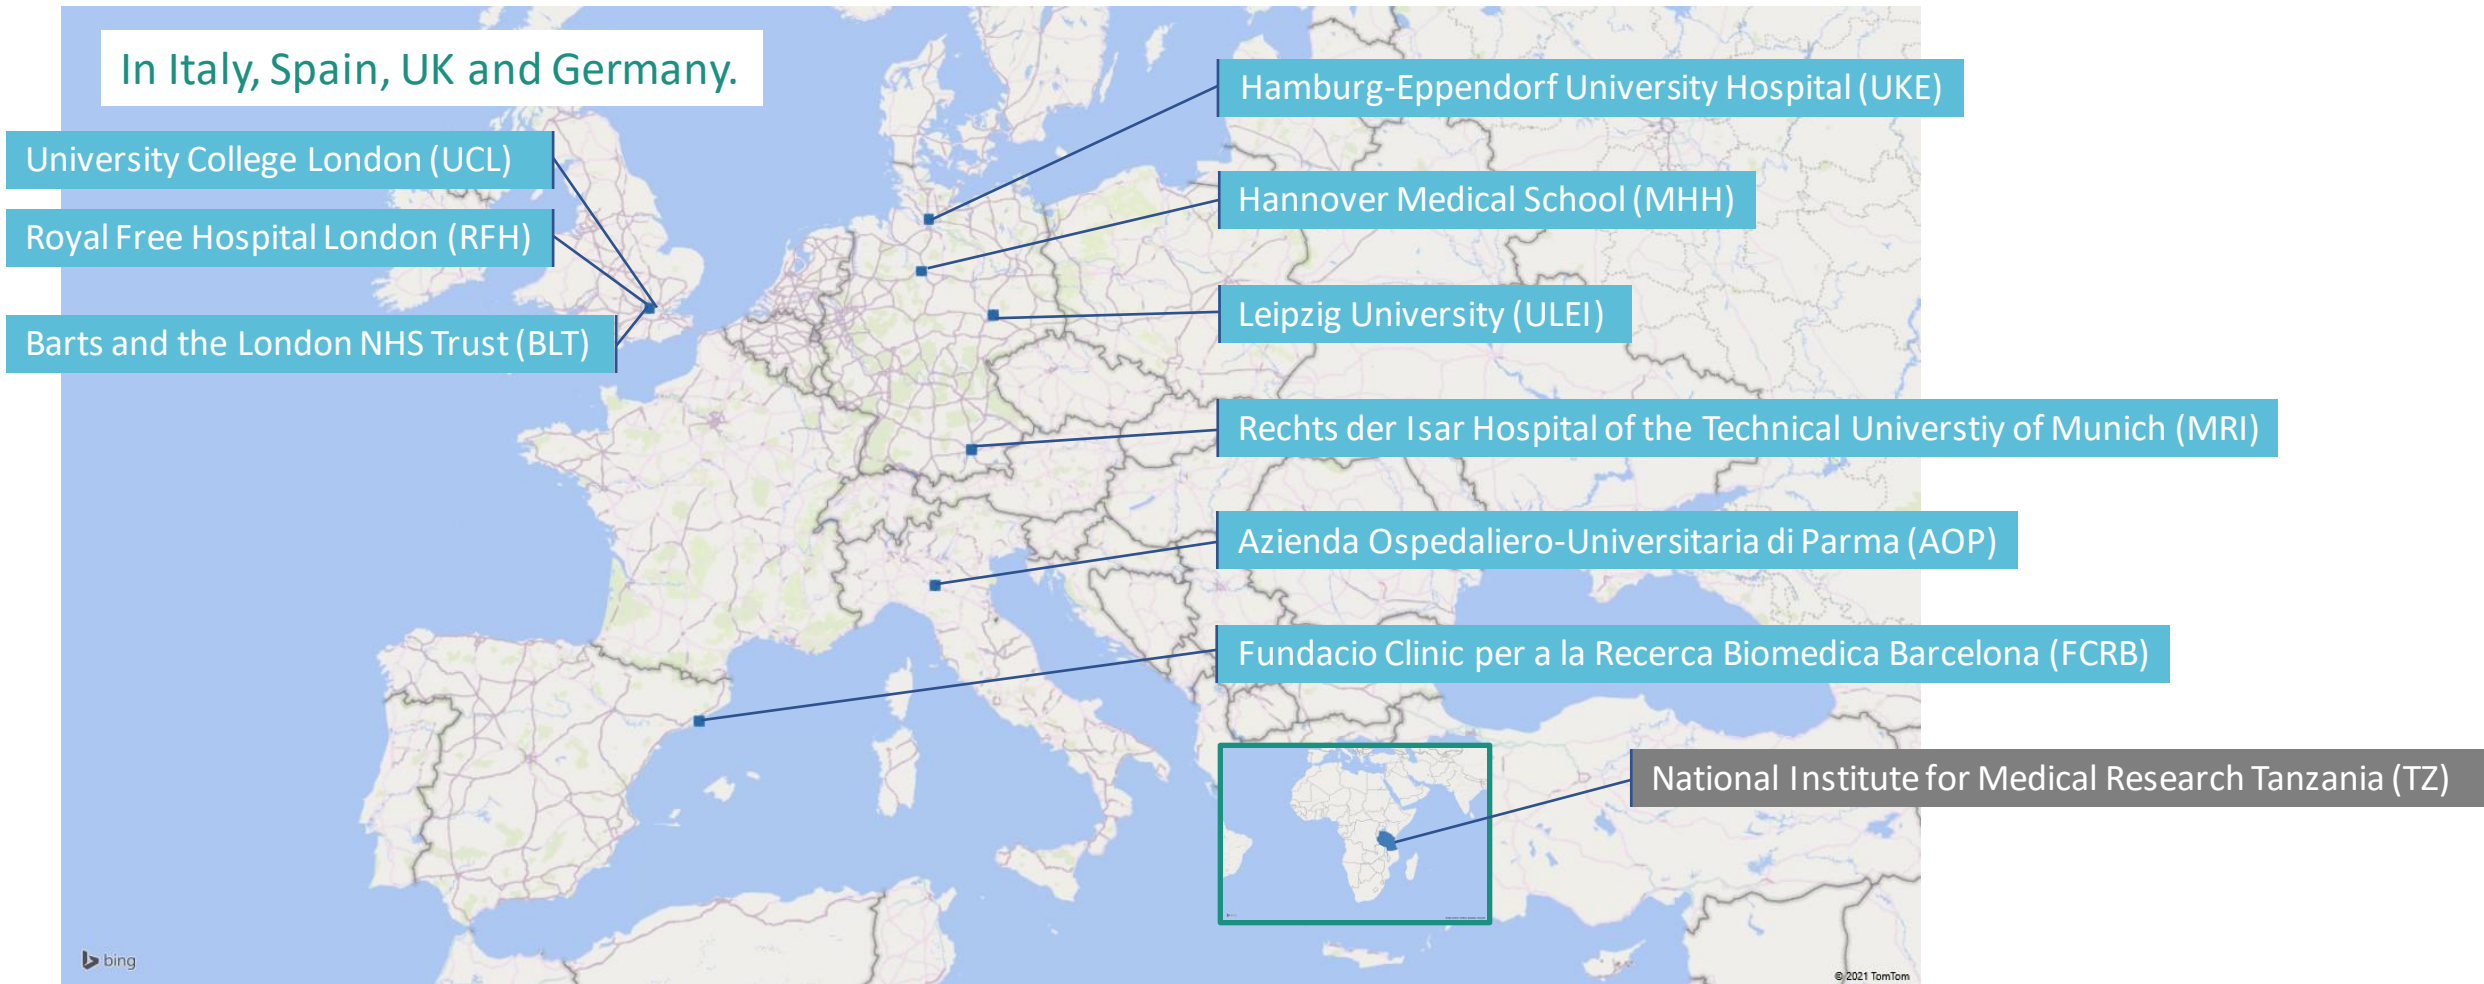 In Italy, Spain, UK and Germany.
Hamburg-Eppendorf University Hospital (UKE)
University College London (UCL)
Hannover Medical School (MHH)
Royal Free Hospital London (RFH)
Leipzig University (ULEI)
Barts and the London NHS Trust (BLT)
Rechts der Isar Hospital of the Technical Universtiy of Munich (MRI)
Azienda Ospedaliero-Universitaria di Parma (AOP)
Fundacio Clinic per a la Recerca Biomedica Barcelona (FCRB)
National Institute for Medical Research Tanzania (TZ)
bing
© 2021 TomTom